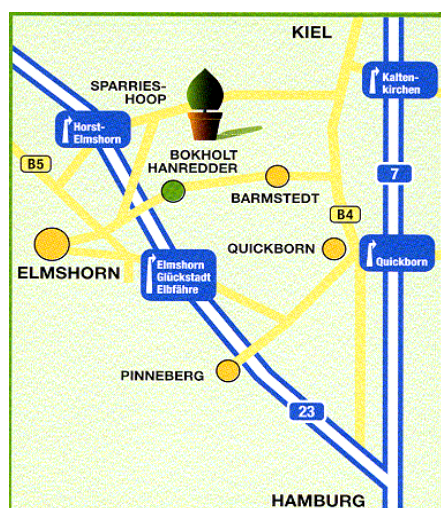 KIEL
SPARRIES-
HOOP
Kalten-
kirchen
Horst-
Elmshorn
BOKHOLT
HANREDDER
B5
7
BARMSTEDT
B4
QUICKBORN
Quickborn
ELMSHORN
Elmshorn
Glückstadt
Elbfähre
PINNEBERG
23
HAMBURG